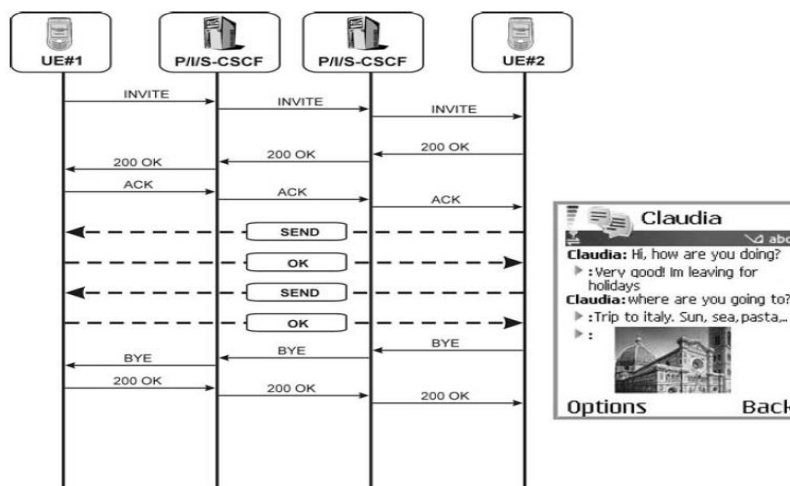 UE#1 P/I/S-CSCF P/I/S-CSCF UE#2
INVITE
INVITE
INVITE
200 OK
200 OK
200 OK
ACK
ACK
ACK
SEND
OK
SEND
OK
BYE
BYE
BYE
200 OK
200 OK
200 OK
Claudia
abc
Claudia: Hi, how are you doing?
:Very good! Im leaving for
holidays
Claudia: where are you going to?
:Trip to italy. Sun, sea, pasta,..
:
Options Back